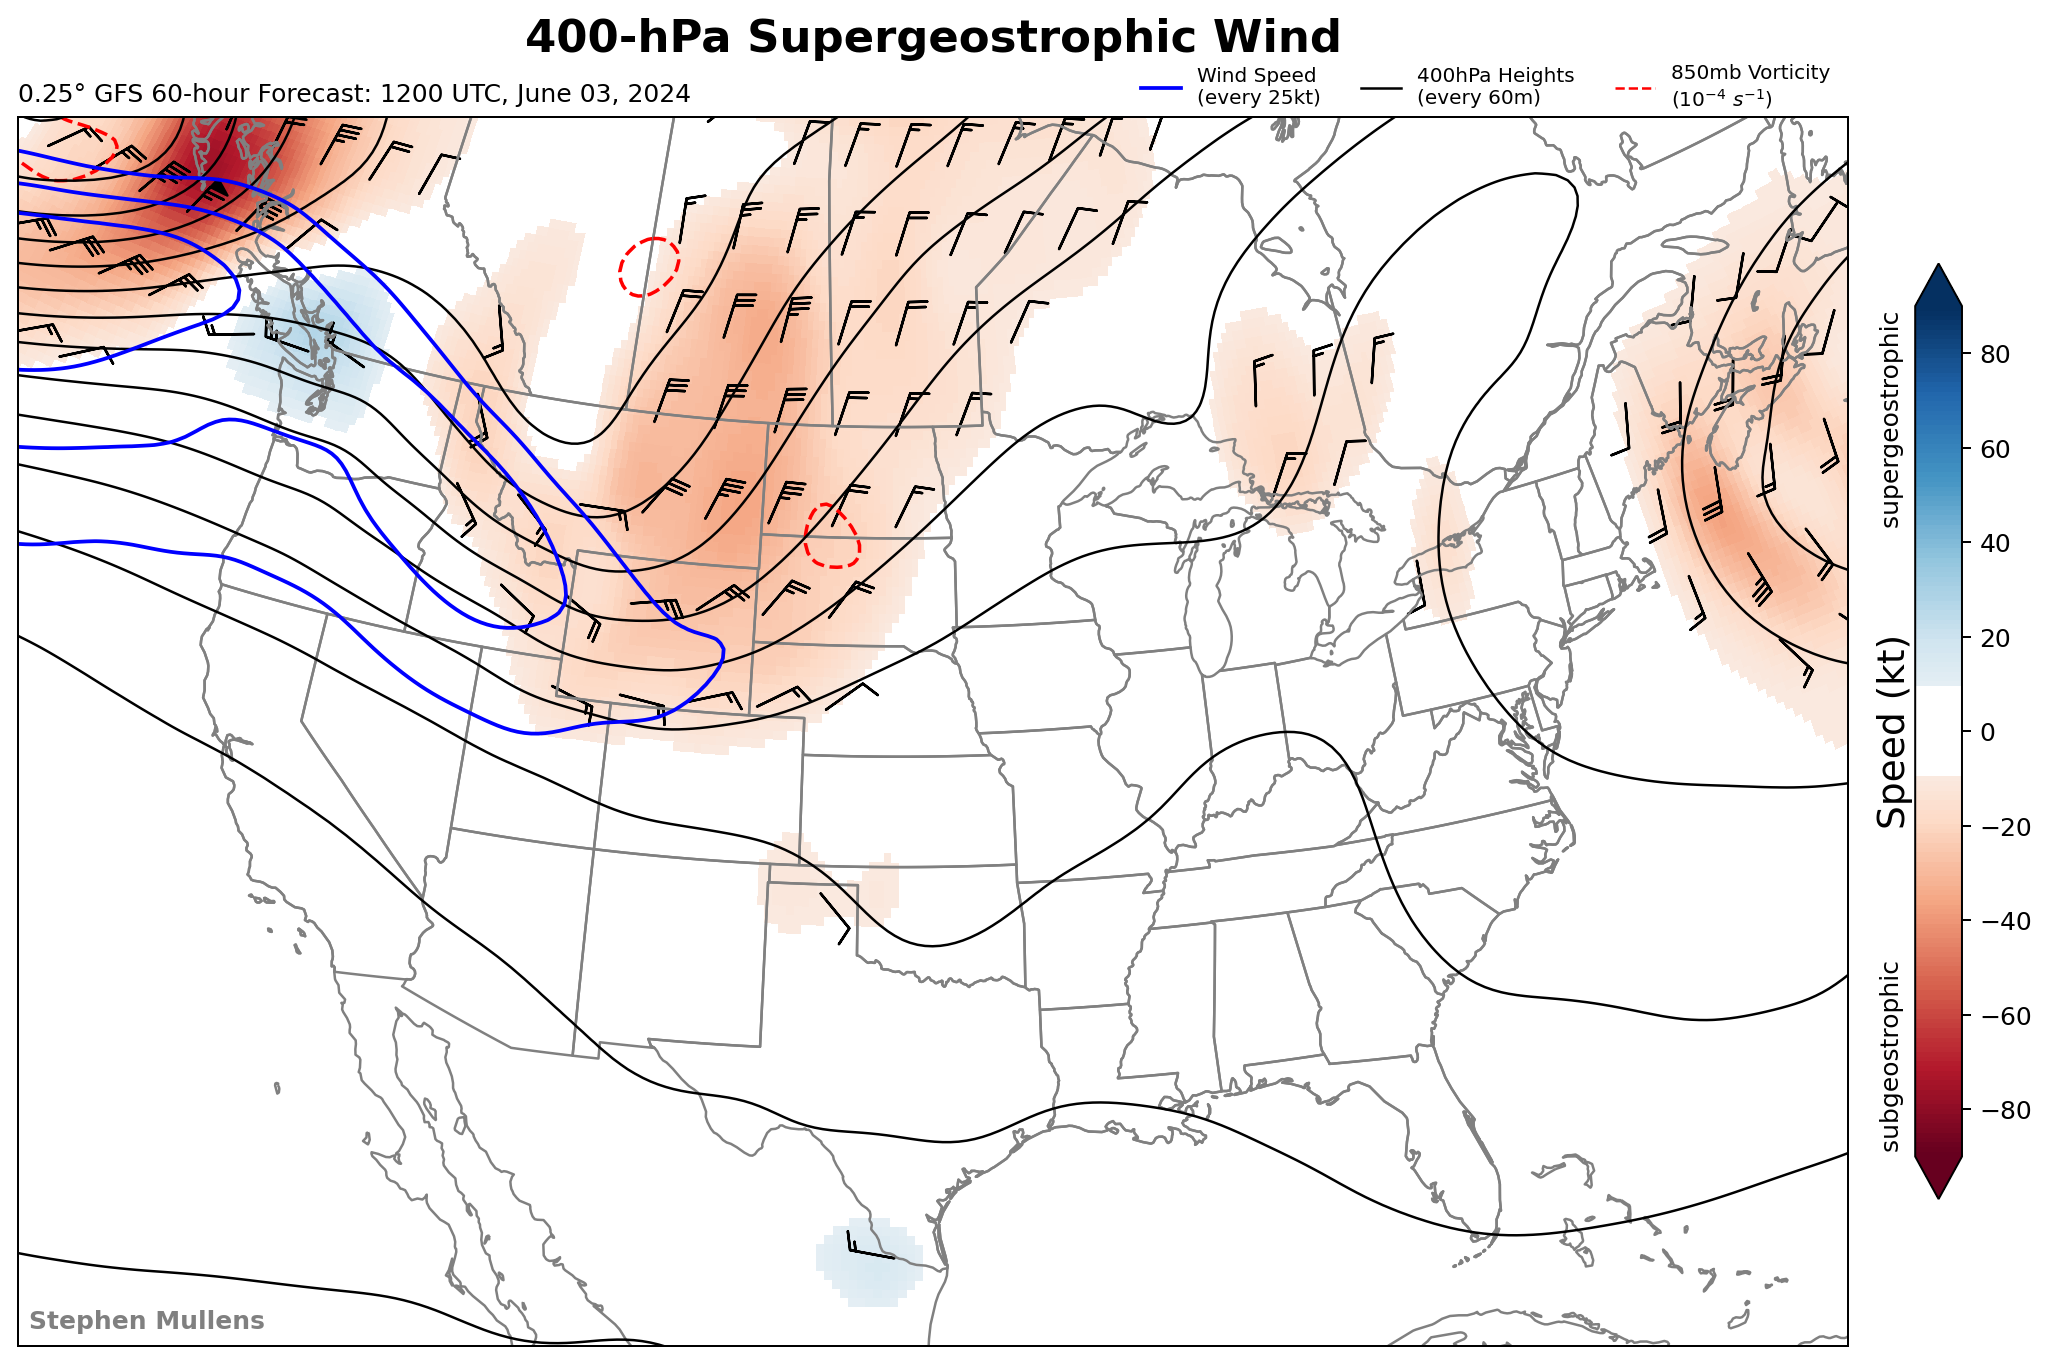 400-hPa Supergeostrophic Wind
0.25° GFS 60-hour Forecast: 1200 UTC, June 03, 2024
Wind Speed
(every 25kt)
400hPa Heights
(every 60m)
850mb Vorticity
(10⁻⁴ s⁻¹)
supergeostrophic
Speed (kt)
subgeostrophic
80
60
40
20
0
−20
−40
−60
−80
Stephen Mullens